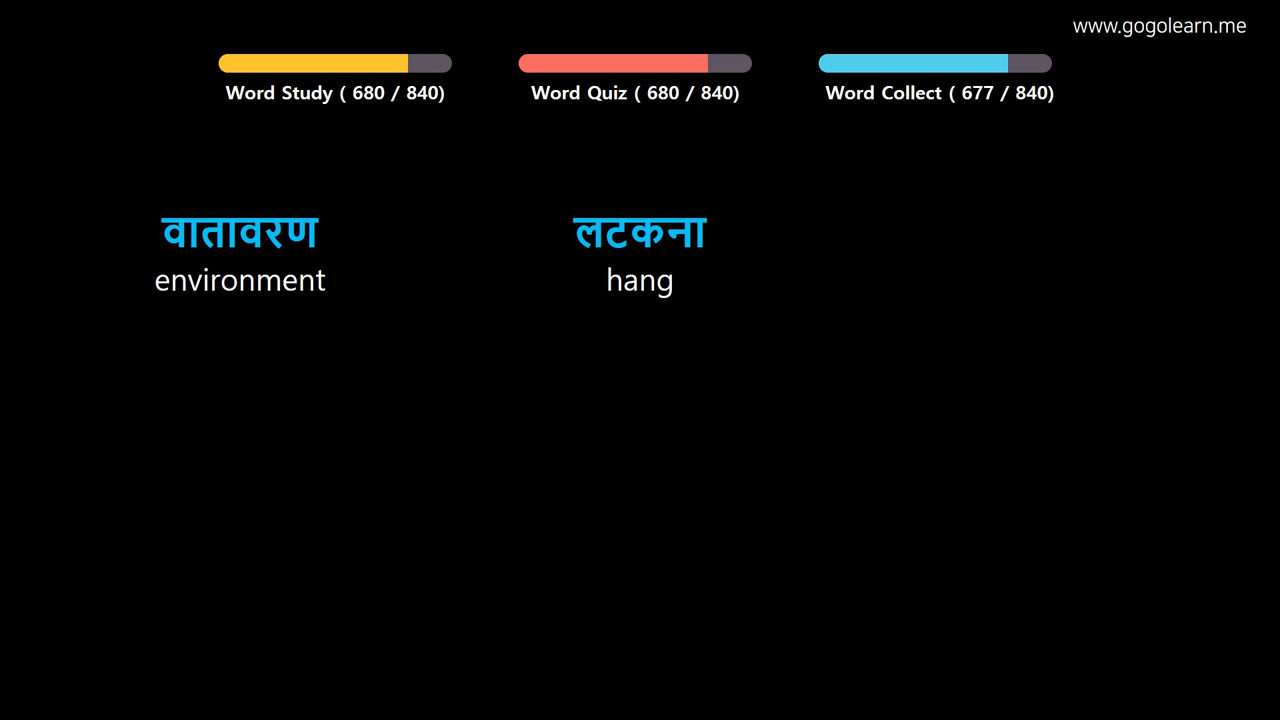 www.gogolearn.me
Word Study ( 680 / 840)
Word Quiz ( 680 / 840)
Word Collect ( 677 / 840)
वातावरण
environment
लटकना
hang